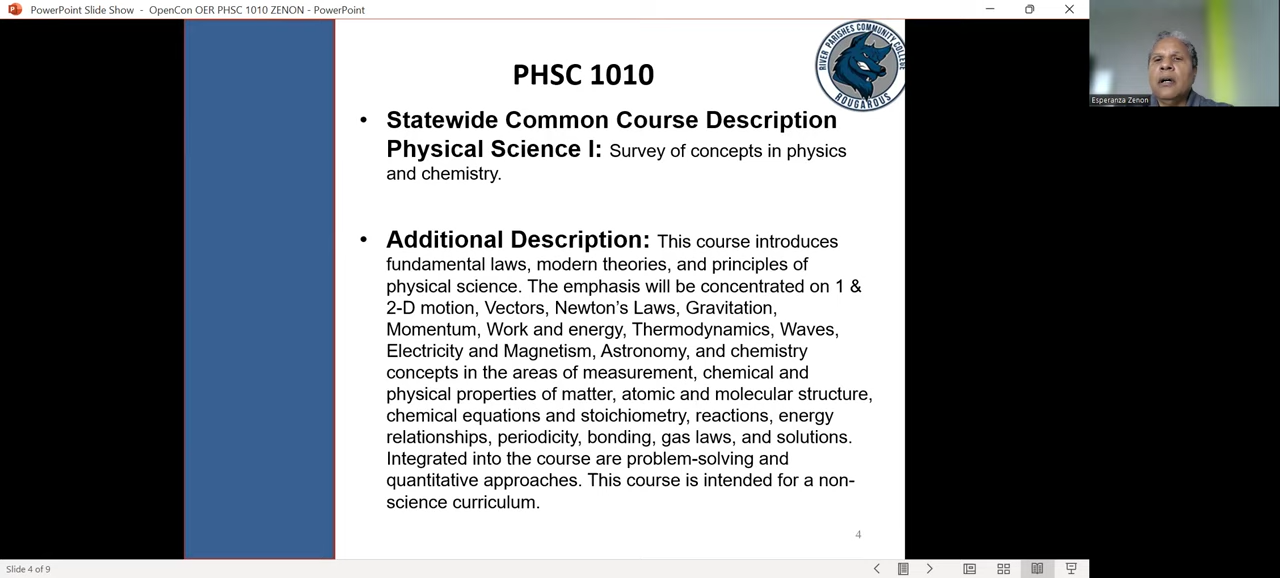 PowerPoint Slide Show - OpenCon OER PHSC 1010 ZENON - PowerPoint
RIVER PARISHES COMMUNITY COLLEGE
ROUGAROUS
PHSC 1010
• Statewide Common Course Description
Physical Science I: Survey of concepts in physics
and chemistry.
• Additional Description: This course introduces
fundamental laws, modern theories, and principles of
physical science. The emphasis will be concentrated on 1 &
2-D motion, Vectors, Newton’s Laws, Gravitation,
Momentum, Work and energy, Thermodynamics, Waves,
Electricity and Magnetism, Astronomy, and chemistry
concepts in the areas of measurement, chemical and
physical properties of matter, atomic and molecular structure,
chemical equations and stoichiometry, reactions, energy
relationships, periodicity, bonding, gas laws, and solutions.
Integrated into the course are problem-solving and
quantitative approaches. This course is intended for a non-
science curriculum.
4
Slide 4 of 9
Esperanza Zenon